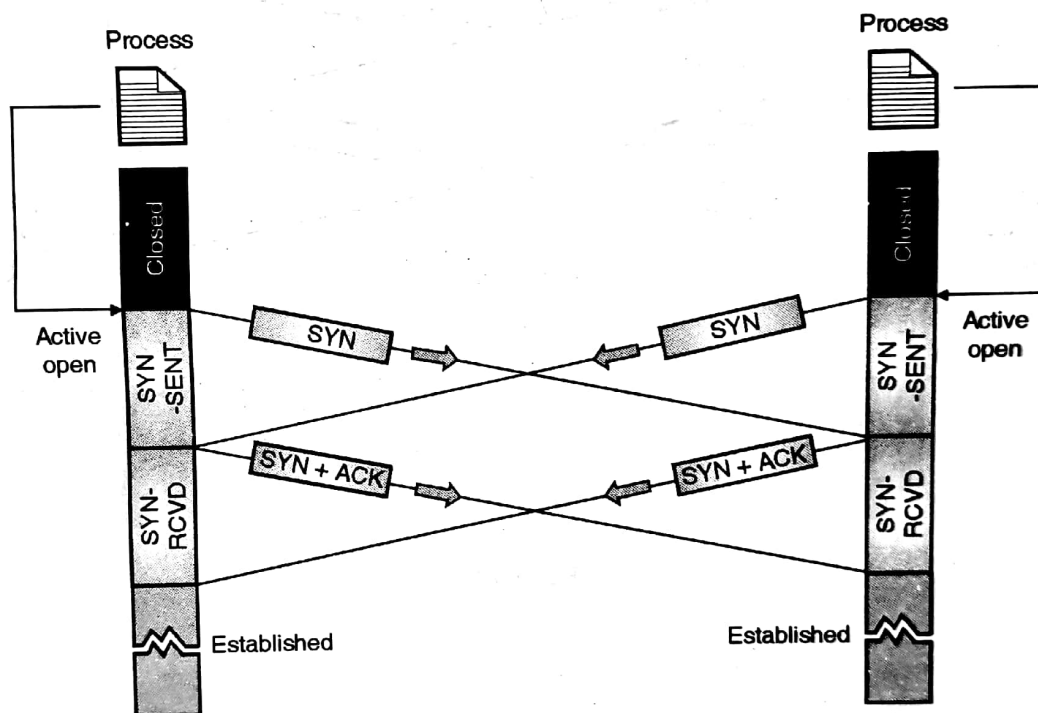 Process
Process
Closed
Closed
Active
open
Active
open
SYN
SYN
SYN
-SENT
SYN
-SENT
SYN + ACK
SYN + ACK
SYN-
RCVD
SYN-
RCVD
Established
Established